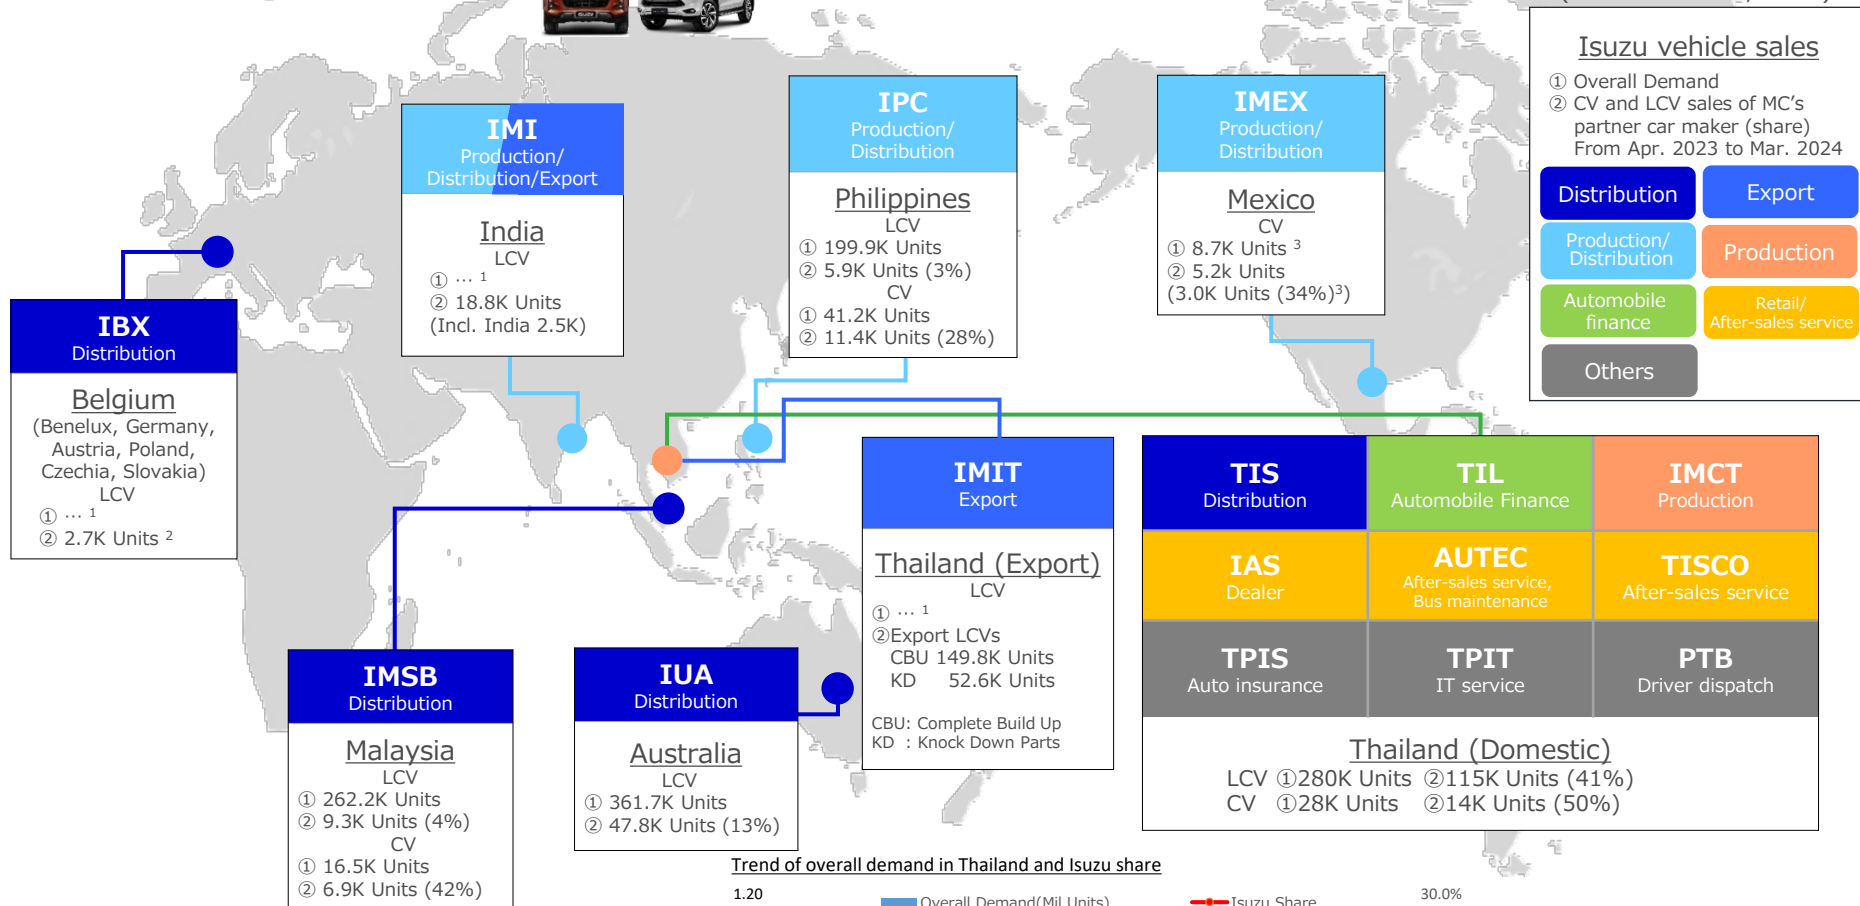 Isuzu vehicle sales
① Overall Demand
② CV and LCV sales of MC's
partner car maker (share)
From Apr. 2023 to Mar. 2024
Distribution
Export
Production/
Distribution
Production
Automobile
finance
Retail/
After-sales service
Others
IMI
Production/
Distribution/Export
India
LCV
① ... 1
② 18.8K Units
(Incl. India 2.5K)
IPC
Production/
Distribution
Philippines
LCV
① 199.9K Units
② 5.9K Units (3%)
CV
① 41.2K Units
② 11.4K Units (28%)
IMEX
Production/
Distribution
Mexico
CV
① 8.7K Units 3
② 5.2k Units
(3.0K Units (34%)3)
IBX
Distribution
Belgium
(Benelux, Germany,
Austria, Poland,
Czechia, Slovakia)
LCV
① ... 1
② 2.7K Units 2
IMIT
Export
Thailand (Export)
LCV
① ... 1
②Export LCVs
CBU 149.8K Units
KD 52.6K Units
CBU: Complete Build Up
KD : Knock Down Parts
TIS
Distribution
TIL
Automobile Finance
IMCT
Production
IAS
Dealer
AUTEC
After-sales service,
Bus maintenance
TISCO
After-sales service
TPIS
Auto insurance
TPIT
IT service
PTB
Driver dispatch
Thailand (Domestic)
LCV ①280K Units ②115K Units (41%)
CV ①28K Units ②14K Units (50%)
IMSB
Distribution
Malaysia
LCV
① 262.2K Units
② 9.3K Units (4%)
CV
① 16.5K Units
② 6.9K Units (42%)
IUA
Distribution
Australia
LCV
① 361.7K Units
② 47.8K Units (13%)
Trend of overall demand in Thailand and Isuzu share
1.20
Overall Demand(Mil Units)
Isuzu Share
30.0%